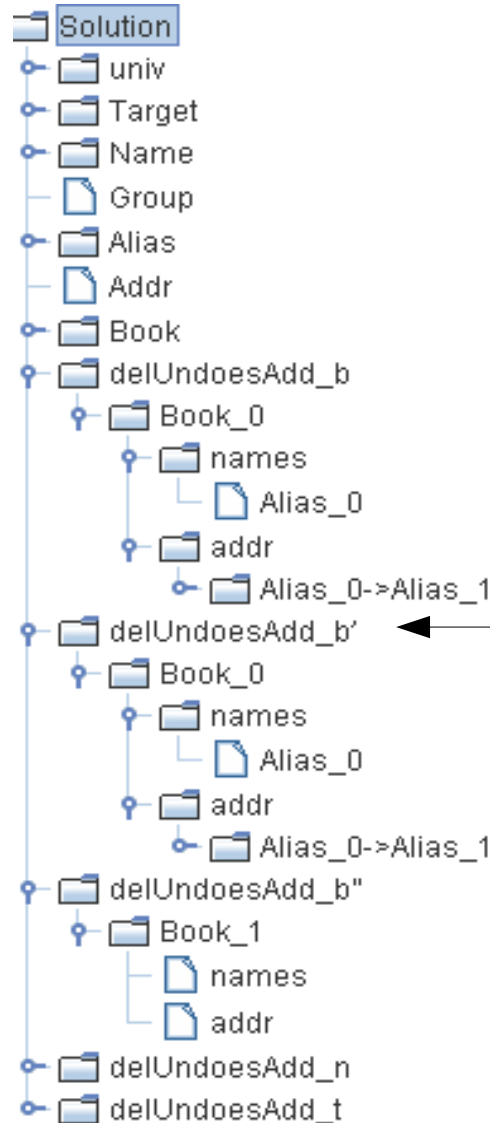 Solution
univ
Target
Name
Group
Alias
Addr
Book
delUndoesAdd_b
Book_0
names
Alias_0
addr
Alias_0->Alias_1
delUndoesAdd_b'
Book_0
names
Alias_0
addr
Alias_0->Alias_1
delUndoesAdd_b"
Book_1
names
addr
delUndoesAdd_n
delUndoesAdd_t